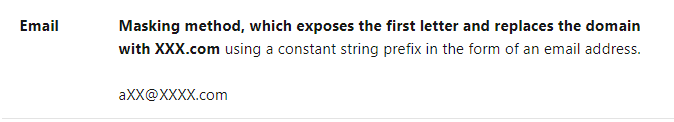 Email Masking method, which exposes the first letter and replaces the domain
with XXX.com using a constant string prefix in the form of an email address.
aXX@XXXX.com